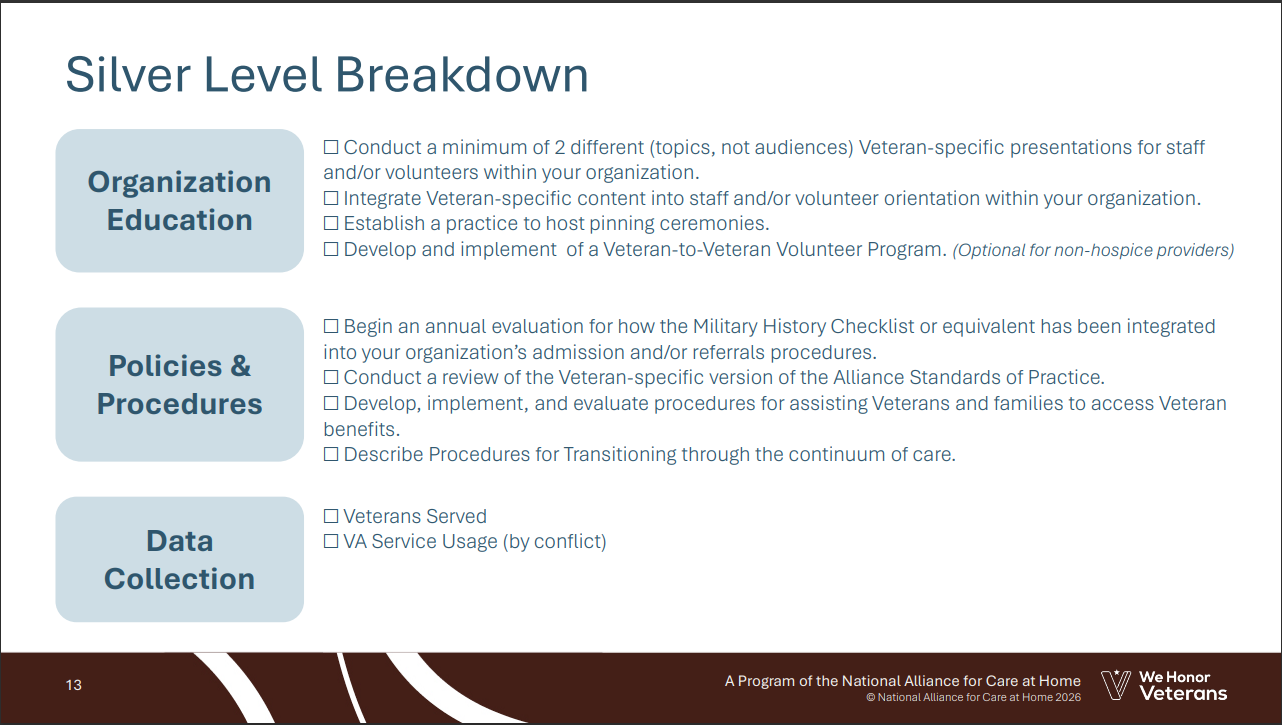 Silver Level Breakdown
Organization
Education
☐ Conduct a minimum of 2 different (topics, not audiences) Veteran-specific presentations for staff
and/or volunteers within your organization.
☐ Integrate Veteran-specific content into staff and/or volunteer orientation within your organization.
☐ Establish a practice to host pinning ceremonies.
☐ Develop and implement  of a Veteran-to-Veteran Volunteer Program. (Optional for non-hospice providers)
Policies &
Procedures
☐ Begin an annual evaluation for how the Military History Checklist or equivalent has been integrated
into your organization’s admission and/or referrals procedures.
☐ Conduct a review of the Veteran-specific version of the Alliance Standards of Practice.
☐ Develop, implement, and evaluate procedures for assisting Veterans and families to access Veteran
benefits.
☐ Describe Procedures for Transitioning through the continuum of care.
Data
Collection
☐ Veterans Served
☐ VA Service Usage (by conflict)
13
A Program of the National Alliance for Care at Home
© National Alliance for Care at Home 2026
We Honor
Veterans